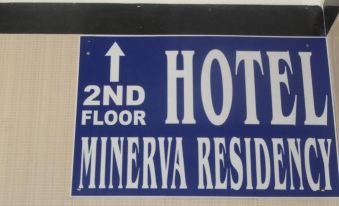 2ND
FLOOR
HOTEL
MINERVA RESIDENCY